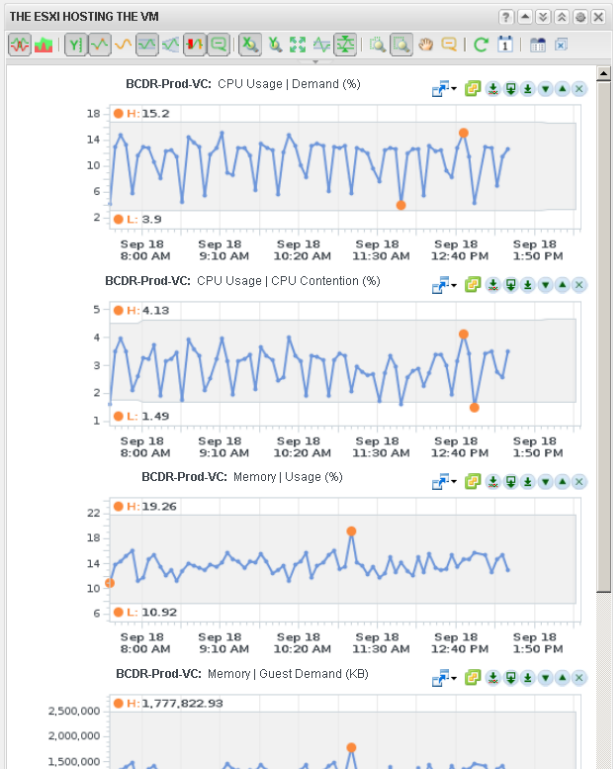 THE ESXI HOSTING THE VM
BCDR-Prod-VC: CPU Usage | Demand (%)
H: 15.2
18
14
10
6
2
L: 3.9
Sep 18 Sep 18 Sep 18 Sep 18 Sep 18 Sep 18
8:00 AM 9:10 AM 10:20 AM 11:30 AM 12:40 PM 1:50 PM
BCDR-Prod-VC: CPU Usage | CPU Contention (%)
5
H: 4.13
4
3
2
1
L: 1.49
Sep 18 Sep 18 Sep 18 Sep 18 Sep 18 Sep 18
8:00 AM 9:10 AM 10:20 AM 11:30 AM 12:40 PM 1:50 PM
BCDR-Prod-VC: Memory | Usage (%)
H: 19.26
22
18
14
10
6
L: 10.92
Sep 18 Sep 18 Sep 18 Sep 18 Sep 18 Sep 18
8:00 AM 9:10 AM 10:20 AM 11:30 AM 12:40 PM 1:50 PM
BCDR-Prod-VC: Memory | Guest Demand (KB)
H: 1,777,822.93
2,500,000
2,000,000
1,500,000